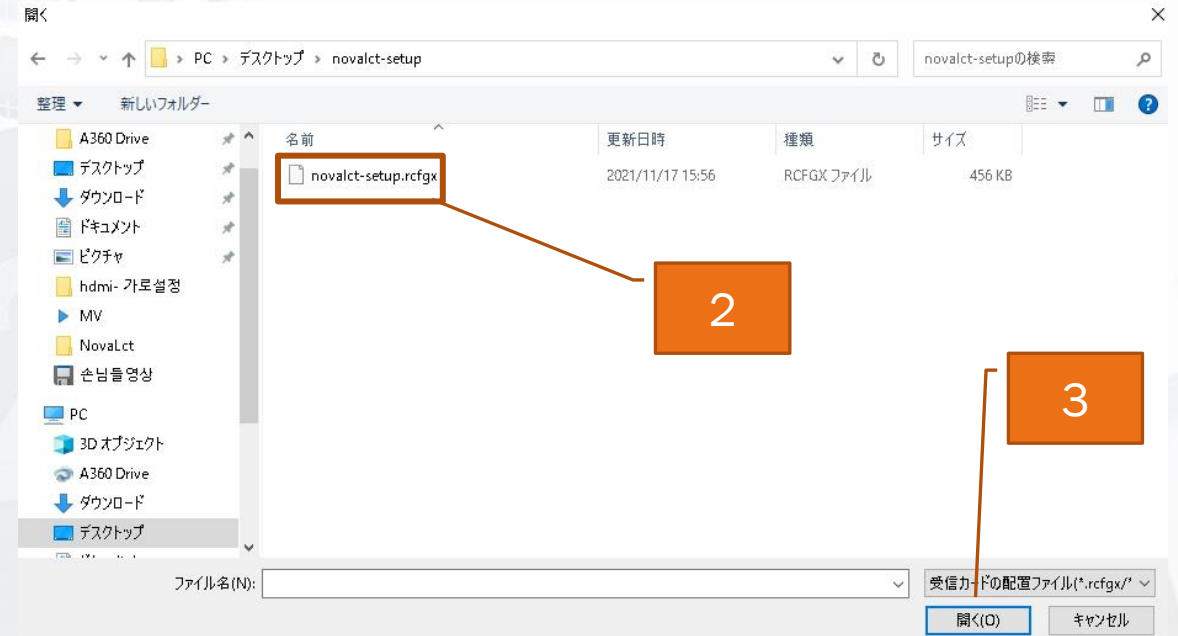 開く
PC > デスクトップ > novalct-setup
novalct-setupの検索
整理 新しいフォルダー
名前 更新日時 種類 サイズ
novalct-setup.rcfgx 2021/11/17 15:56 RCFGX ファイル 456 KB
A360 Drive
デスクトップ
ダウンロード
ドキュメント
ピクチャ
hdmi- 가로설정
MV
NovaLct
손님들영상
PC
3D オブジェクト
A360 Drive
ダウンロード
デスクトップ
2
3
ファイル名(N):
受信カードの配置ファイル(*.rcfgx/*
開く(O) キャンセル